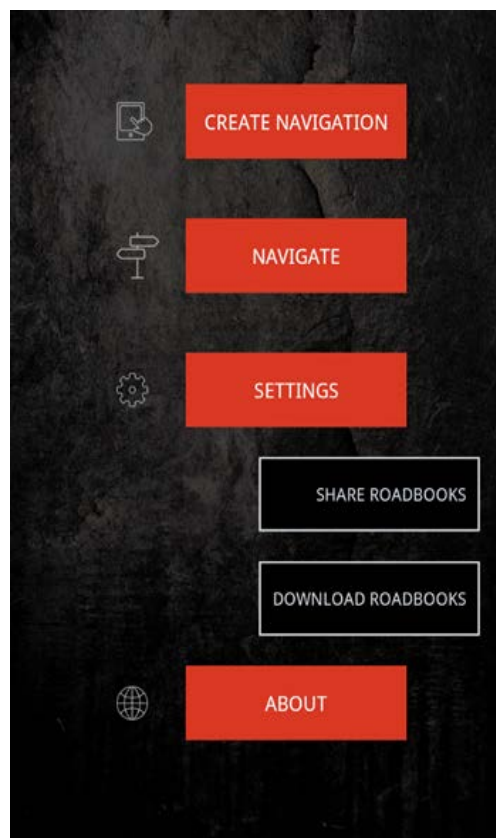 CREATE NAVIGATION
NAVIGATE
SETTINGS
SHARE ROADBOOKS
DOWNLOAD ROADBOOKS
ABOUT